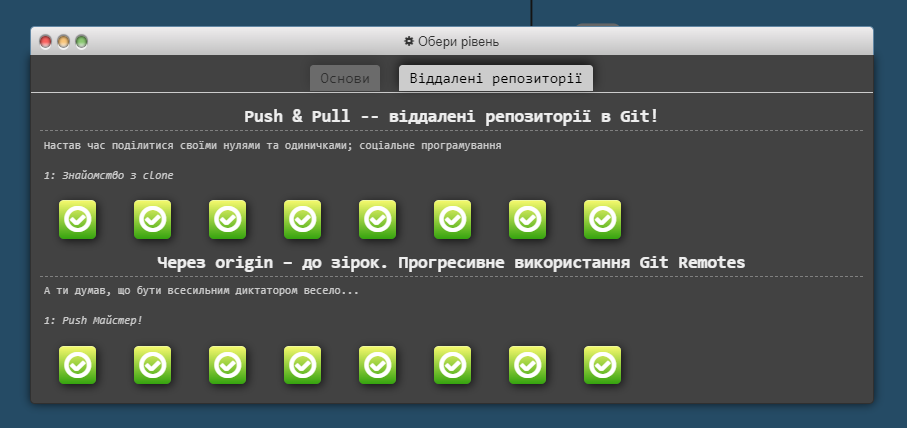 Обери рівень
Основи
Віддалені репозиторії
Push & Pull -- віддалені репозиторії в Git!
Настав час поділитися своїми нулями та одиничками; соціальне програмування
1: Знайомство з clone
Через origin – до зірок. Прогресивне використання Git Remotes
А ти думав, що бути всесильним диктатором весело...
1: Push Майстер!